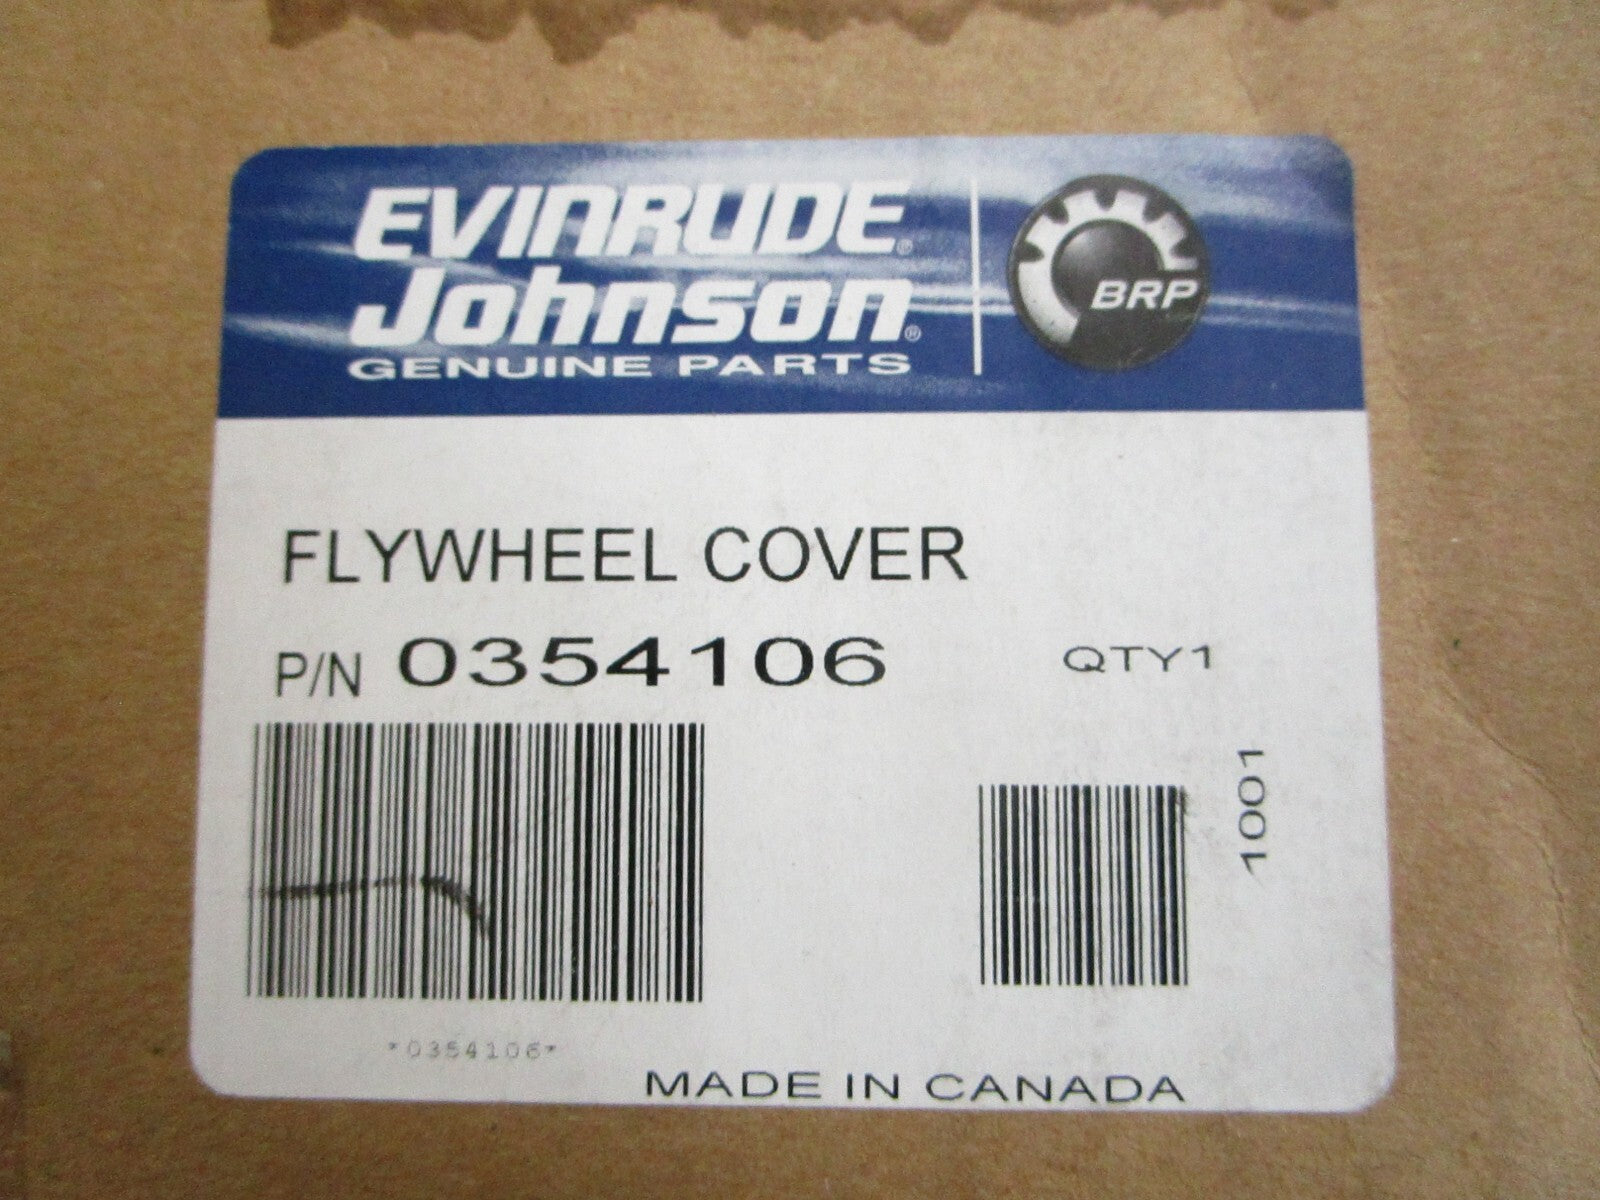 EVINRUDE®
Johnson®
GENUINE PARTS
BRP
FLYWHEEL COVER
P/N 0354106
QTY1
1001
*0354106*
MADE IN CANADA